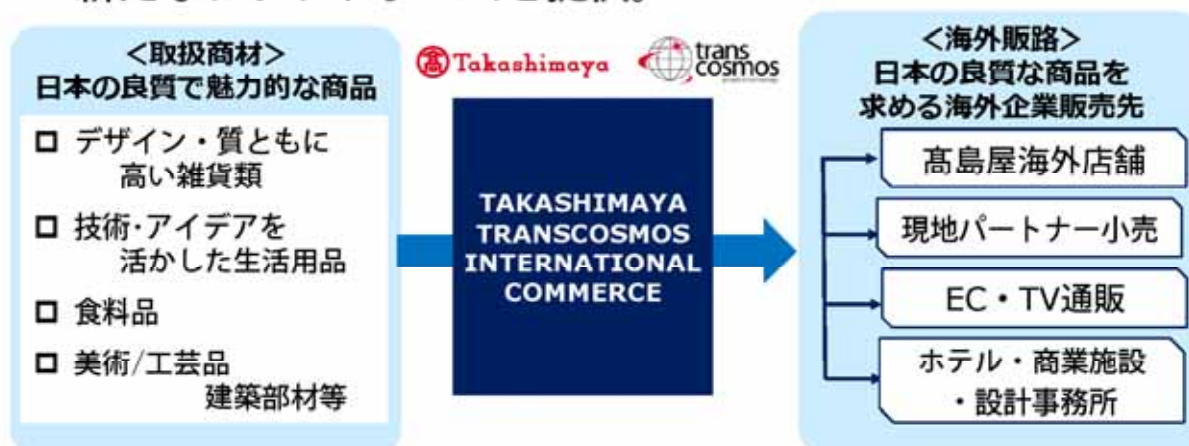 <取扱商材>
日本の良質で魅力的な商品
デザイン・質ともに
高い雑貨類
技術・アイデアを
活かした生活用品
食料品
美術/工芸品
建築部材等
髙 Takashimaya
trans
cosmos
TAKASHIMAYA
TRANSCOSMOS
INTERNATIONAL
COMMERCE
<海外販路>
日本の良質な商品を
求める海外企業販売先
髙島屋海外店舗
現地パートナー小売
EC・TV通販
ホテル・商業施設
・設計事務所